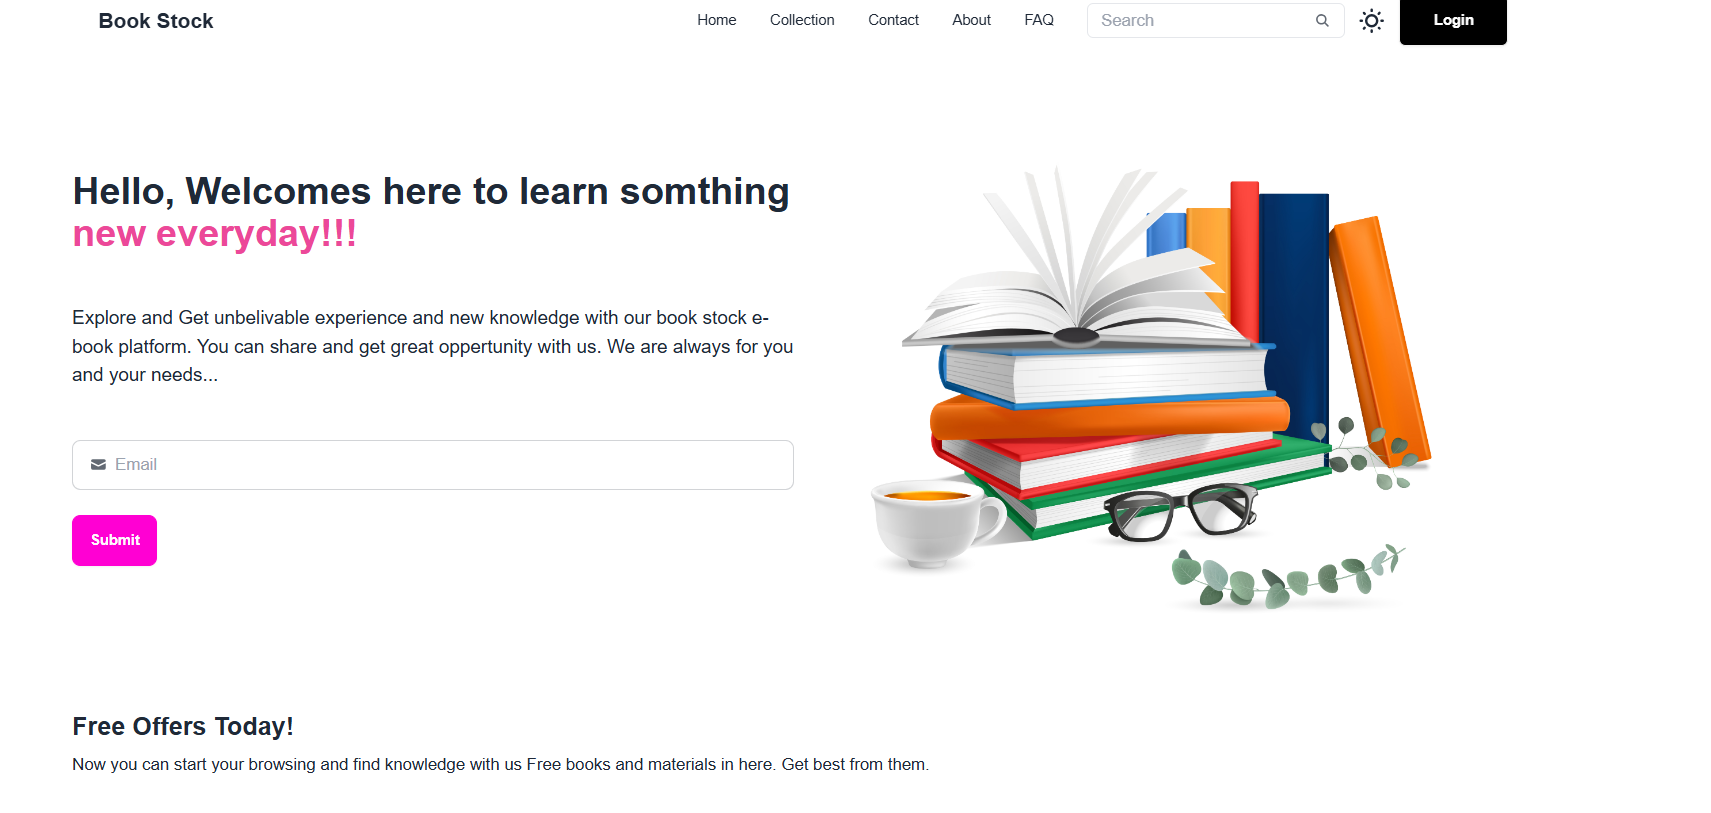 Book Stock
Home Collection Contact About FAQ Search Login
Hello, Welcomes here to learn somthing
new everyday!!!
Explore and Get unbelivable experience and new knowledge with our book stock e-
book platform. You can share and get great oppertunity with us. We are always for you
and your needs...
Email
Submit
Free Offers Today!
Now you can start your browsing and find knowledge with us Free books and materials in here. Get best from them.